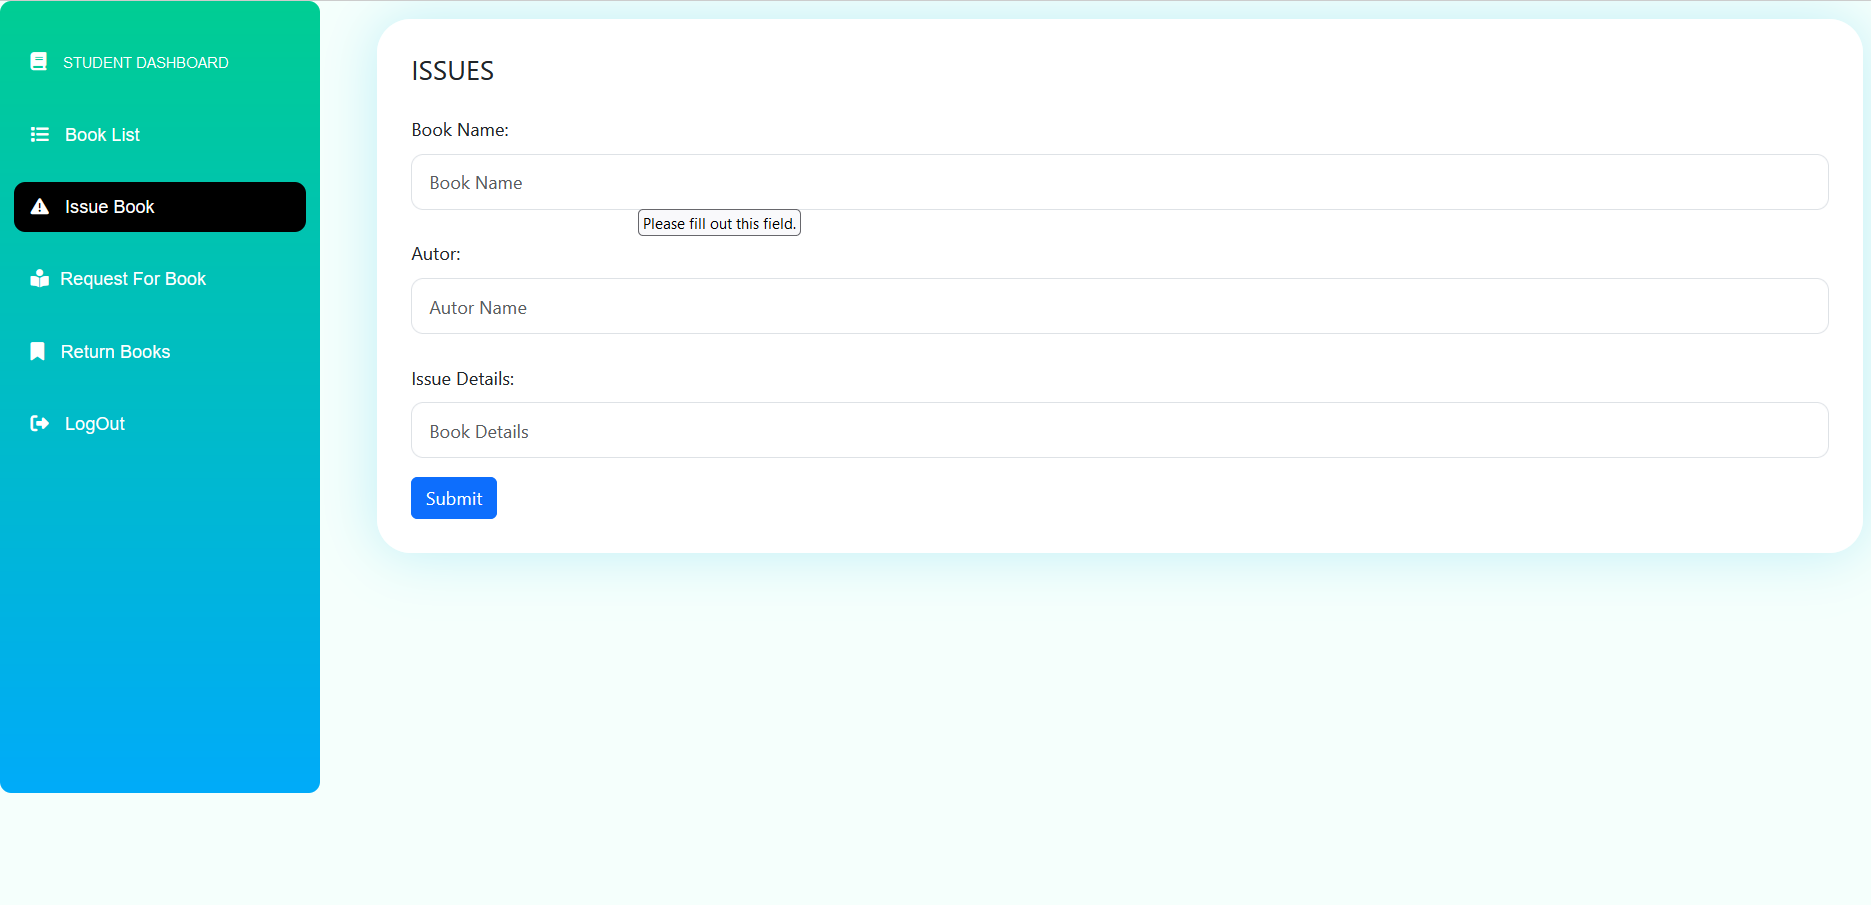 STUDENT DASHBOARD
Book List
Issue Book
Request For Book
Return Books
LogOut
ISSUES
Book Name:
Book Name
Please fill out this field.
Autor:
Autor Name
Issue Details:
Book Details
Submit